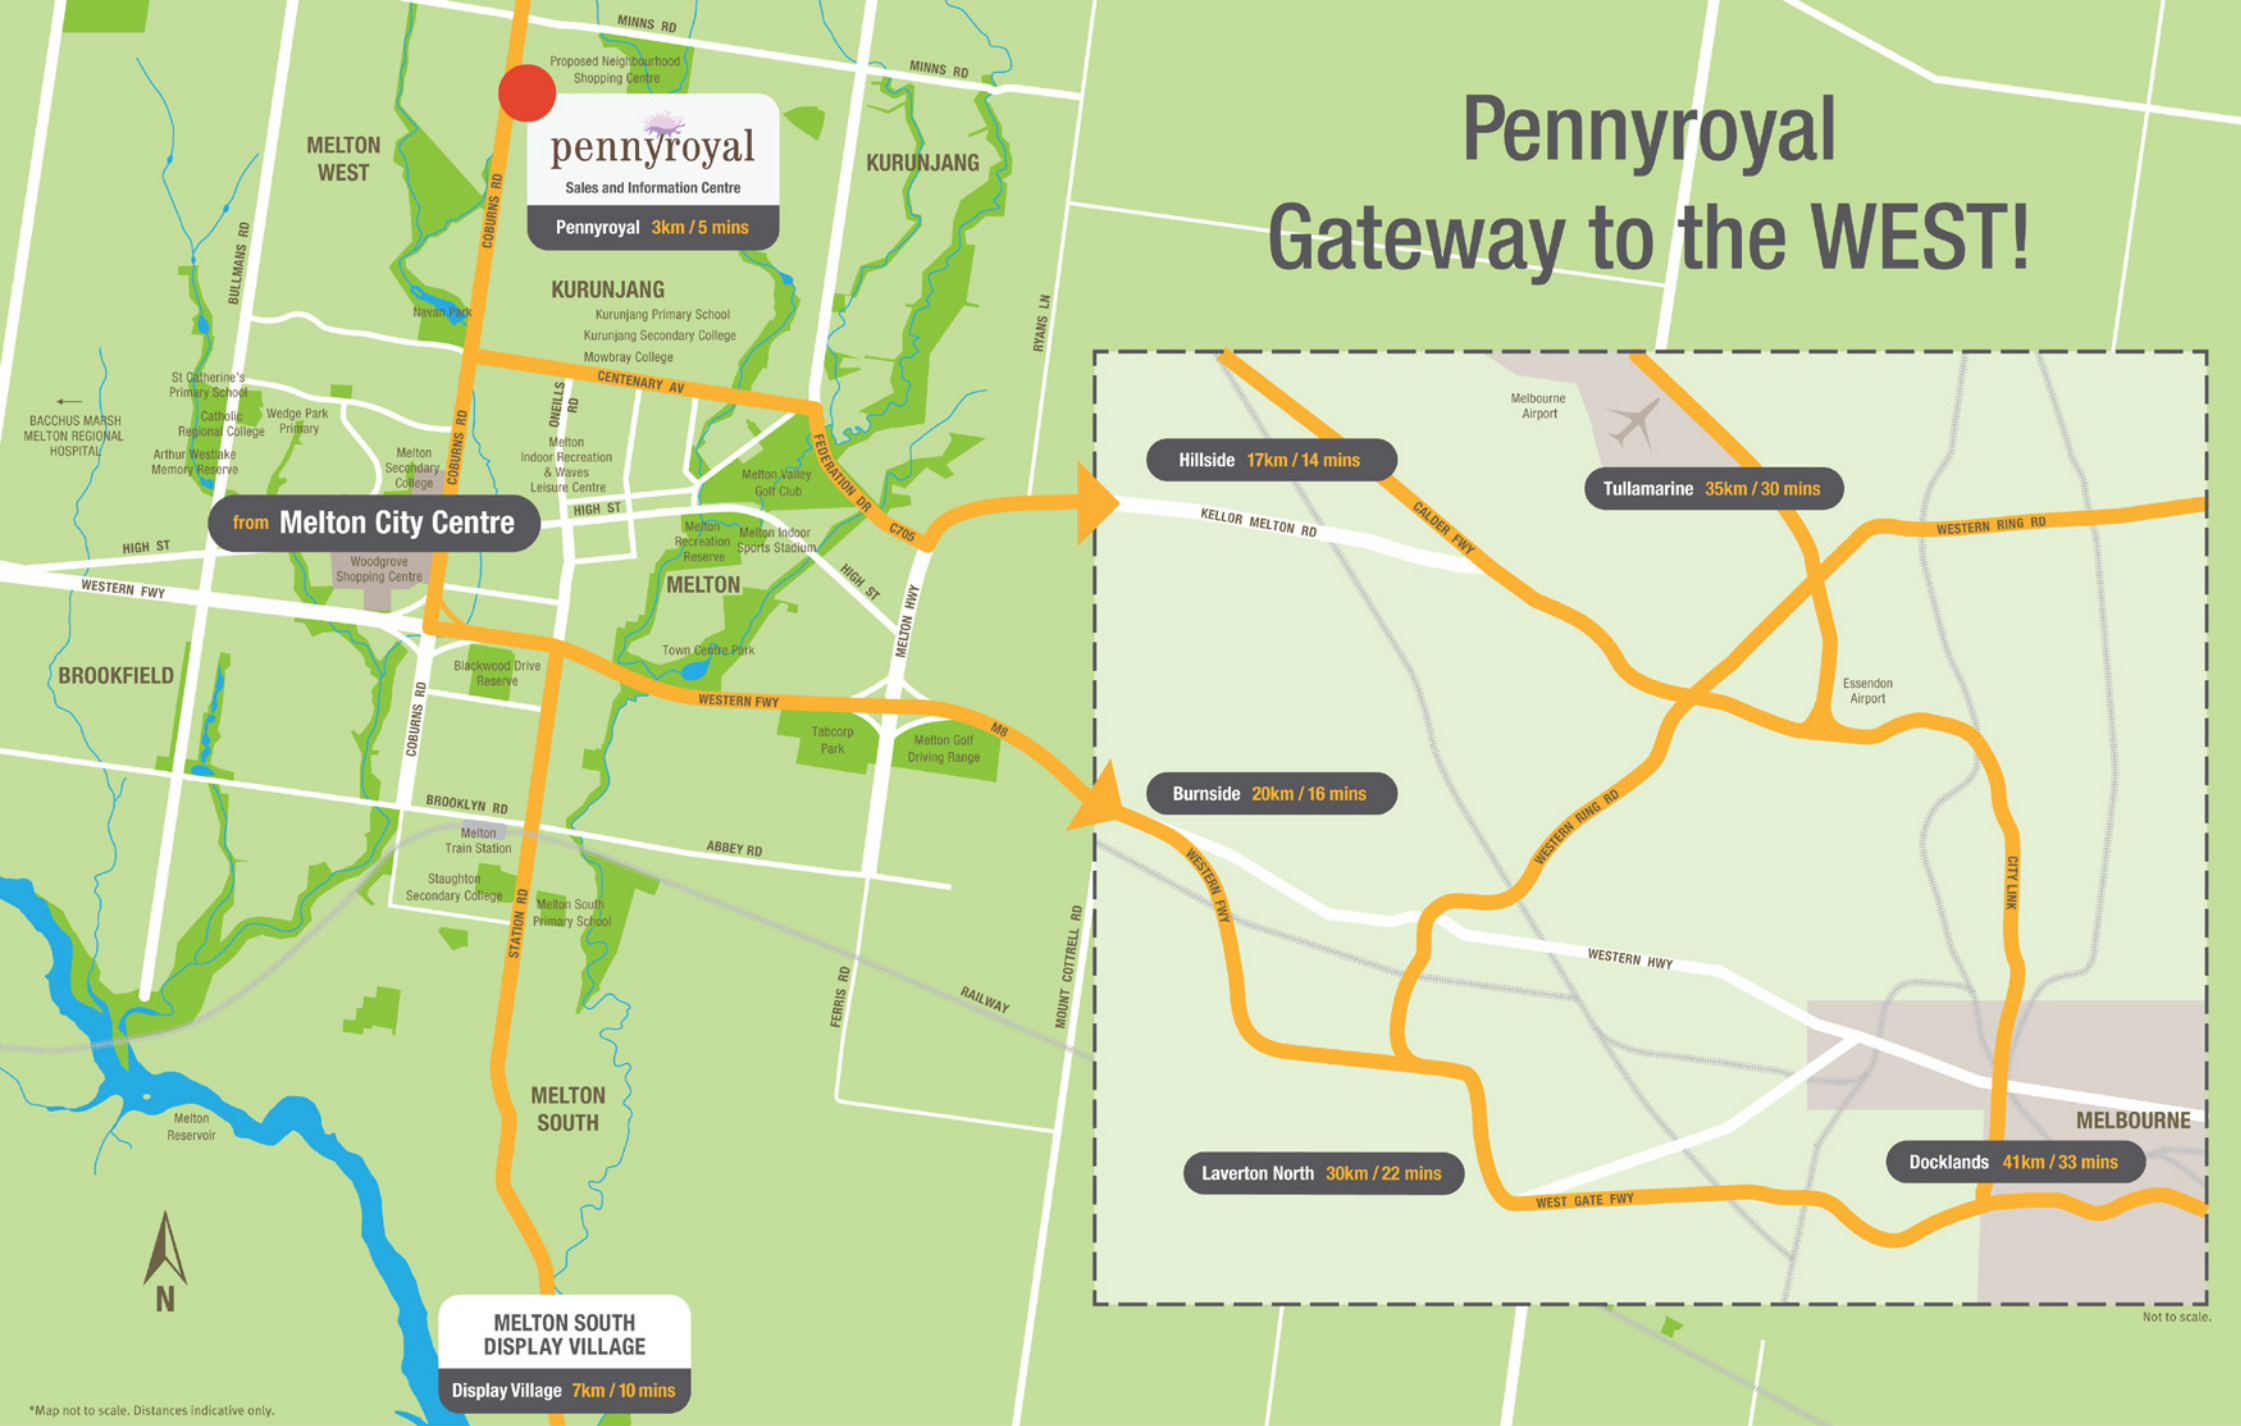 MINNS RD
MINNS RD
Proposed Neighbourhood
Shopping Centre
pennyroyal
Sales and Information Centre
Pennyroyal 3km / 5 mins
Pennyroyal
Gateway to the WEST!
MELTON
WEST
KURUNJANG
COBURNS RD
BULLMANS RD
KURUNJANG
Kurunjang Primary School
Kurunjang Secondary College
Mowbray College
Navan Park
RYANS LN
CENTENARY AV
ONEILLS
RD
St Catherine's
Primary School
Catholic
Regional College
Wedge Park
Primary
BACCHUS MARSH
MELTON REGIONAL
HOSPITAL
Arthur Westlake
Memory Reserve
Melton
Secondary
College
COBURNS RD
Melton
Indoor Recreation
& Waves
Leisure Centre
Melton Valley
Golf Club
FEDERATION DR
C705
from Melton City Centre
HIGH ST
HIGH ST
HIGH ST
Melton
Recreation
Reserve
Melton Indoor
Sports Stadium
Woodgrove
Shopping Centre
WESTERN FWY
MELTON
MELTON HWY
Town Centre Park
BROOKFIELD
Blackwood Drive
Reserve
COBURNS RD
WESTERN FWY
M8
Tabcorp
Park
Melton Golf
Driving Range
BROOKLYN RD
Melton
Train Station
ABBEY RD
Staughton
Secondary College
Melton South
Primary School
STATION RD
FERRIS RD
RAILWAY
MOUNT COTTRELL RD
MELTON
SOUTH
Melton
Reservoir
N
MELTON SOUTH
DISPLAY VILLAGE
Display Village 7km / 10 mins
*Map not to scale. Distances indicative only.
Melbourne
Airport
Hillside 17km / 14 mins
Tullamarine 35km / 30 mins
KELLOR MELTON RD
CALDER FWY
WESTERN RING RD
Essendon
Airport
Burnside 20km / 16 mins
WESTERN RING RD
WESTERN FWY
CITY LINK
WESTERN HWY
MELBOURNE
Docklands 41km / 33 mins
Laverton North 30km / 22 mins
WEST GATE FWY
Not to scale.